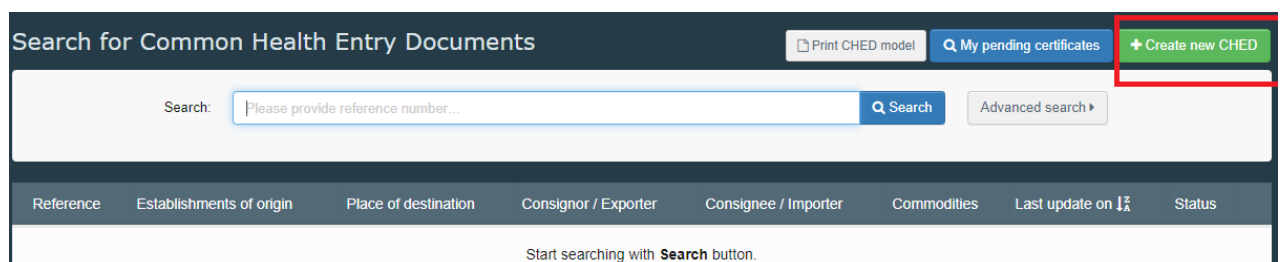 Search for Common Health Entry Documents
Print CHED model
My pending certificates
Create new CHED
Search:
Please provide reference number...
Search
Advanced search
Reference Establishments of origin Place of destination Consignor / Exporter Consignee / Importer Commodities Last update on Status
Start searching with Search button.